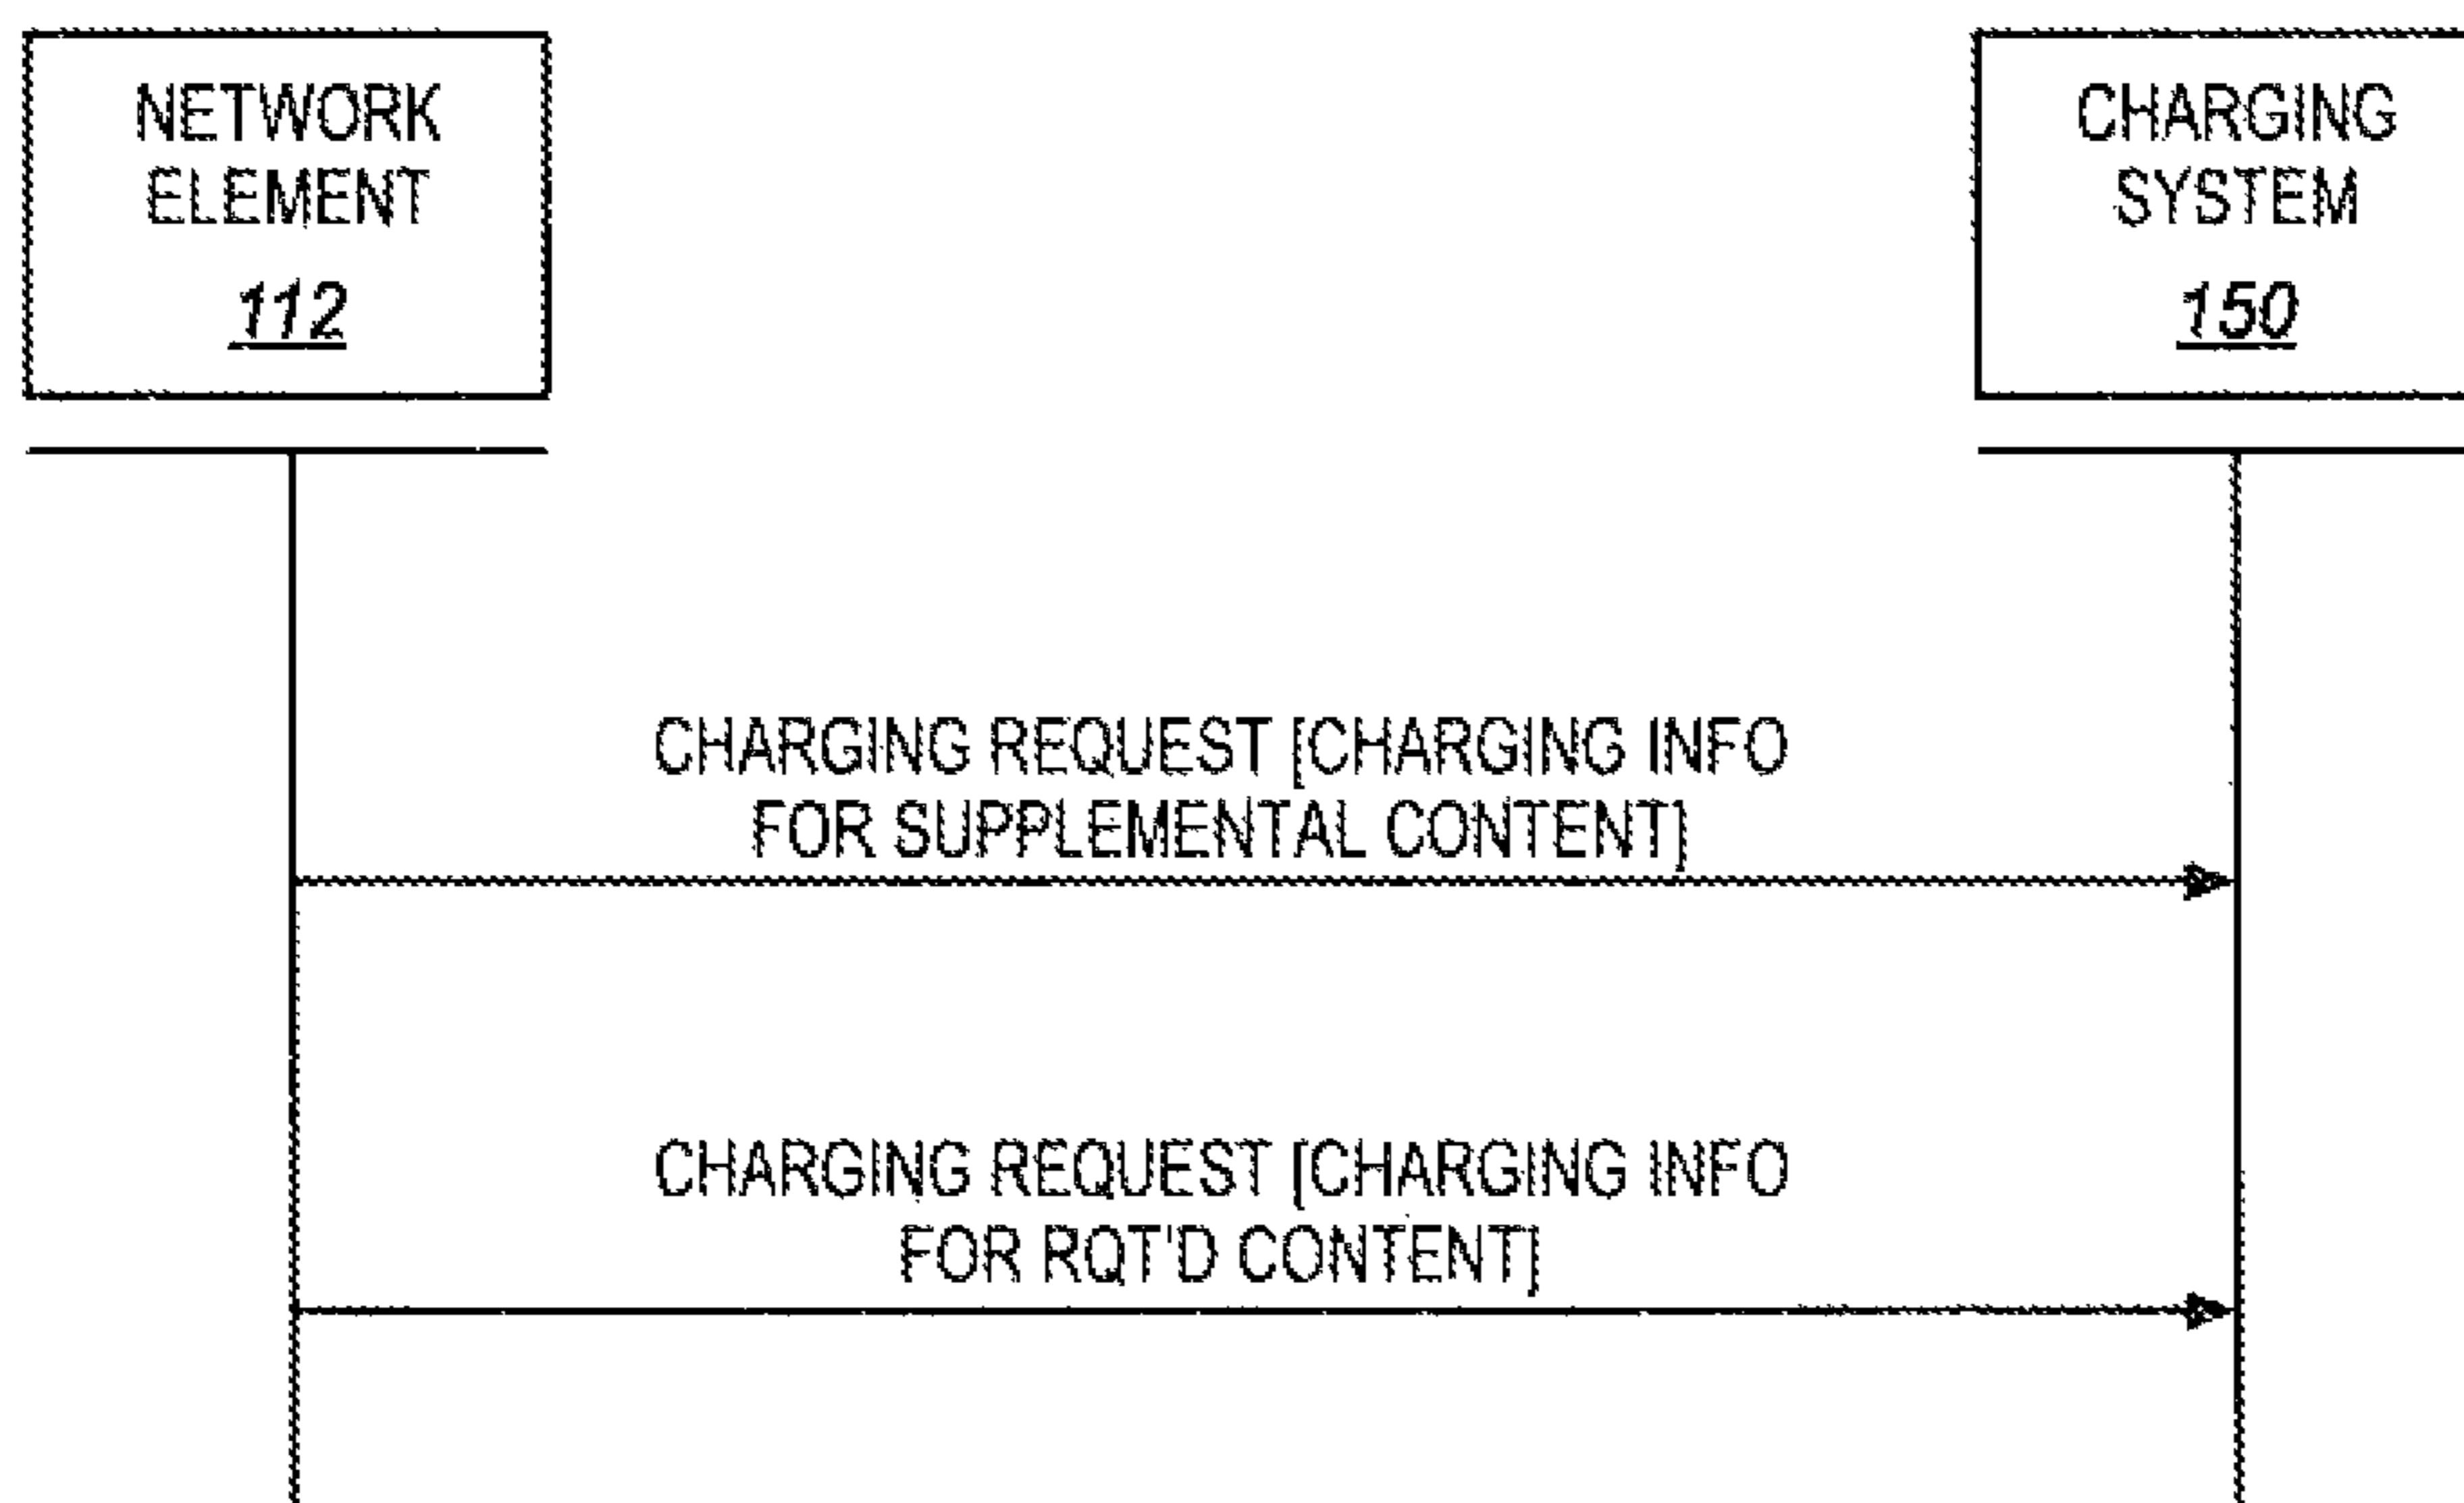 NETWORK
ELEMENT
112
CHARGING
SYSTEM
150
CHARGING REQUEST [CHARGING INFO
FOR SUPPLEMENTAL CONTENT]
CHARGING REQUEST [CHARGING INFO
FOR RQT'D CONTENT]